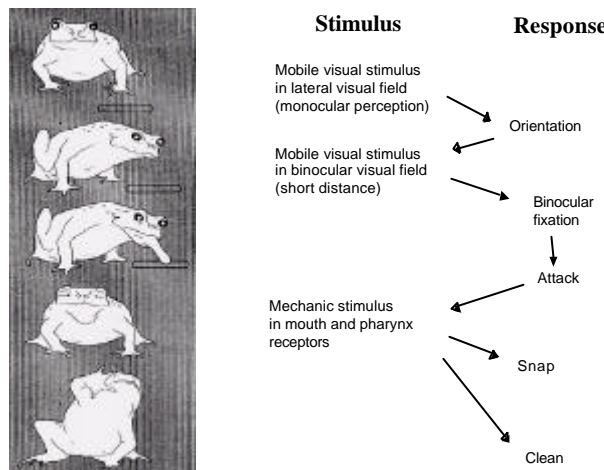 Stimulus Response
Mobile visual stimulus
in lateral visual field
(monocular perception)
Orientation
Mobile visual stimulus
in binocular visual field
(short distance)
Binocular
fixation
Attack
Mechanic stimulus
in mouth and pharynx
receptors
Snap
Clean